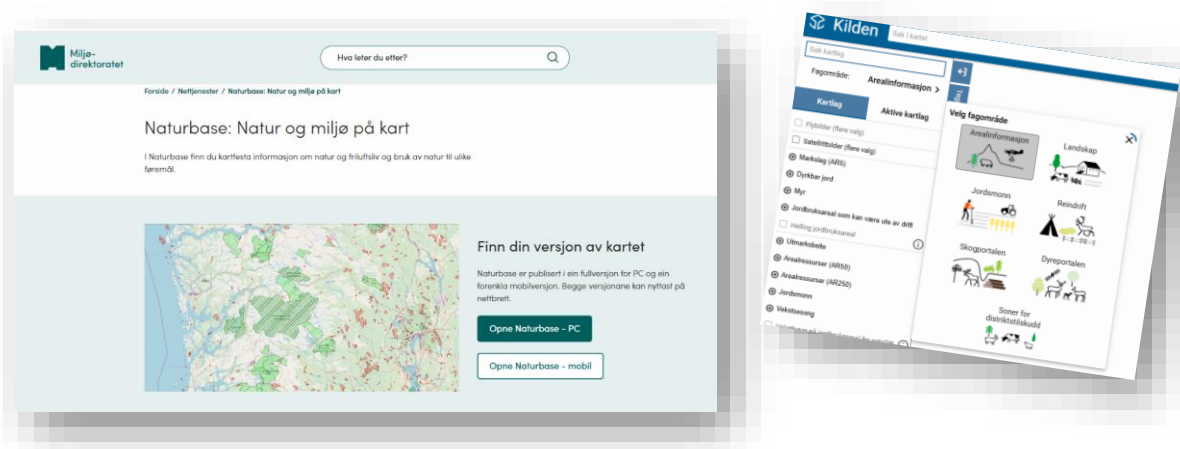 Miljø-
direktoratet
Hva leter du etter?
Forside / Nettjenester / Naturbase: Natur og miljø på kart
Naturbase: Natur og miljø på kart
I Naturbase finn du kartfesta informasjon om natur og friluftsliv og bruk av natur til ulike
føremål.
Finn din versjon av kartet
Naturbase er publisert i ein fullversjon for PC og ein
forenkla mobilversjon. Begge versjonane kan nyttast på
nettbrett.
Opne Naturbase - PC
Opne Naturbase - mobil
Kilden
Søk i kartet
Søk kartlag
Fagområde:
Arealinformasjon >
Kartlag
Aktive kartlag
Flybilder (flere valg)
Satellittbilder (flere valg)
Markslag (AR5)
Dyrkbar jord
Myr
Jordbruksareal som kan være ute av drift
Helling jordbruksareal
Utmarksbeite
Arealressurser (AR50)
Arealressurser (AR250)
Jordsmonn
Vekstsesong
Velg fagområde
Arealinformasjon
Landskap
Jordsmonn
Reindrift
Skogportalen
Dyreportalen
Soner for
distriktstilskudd